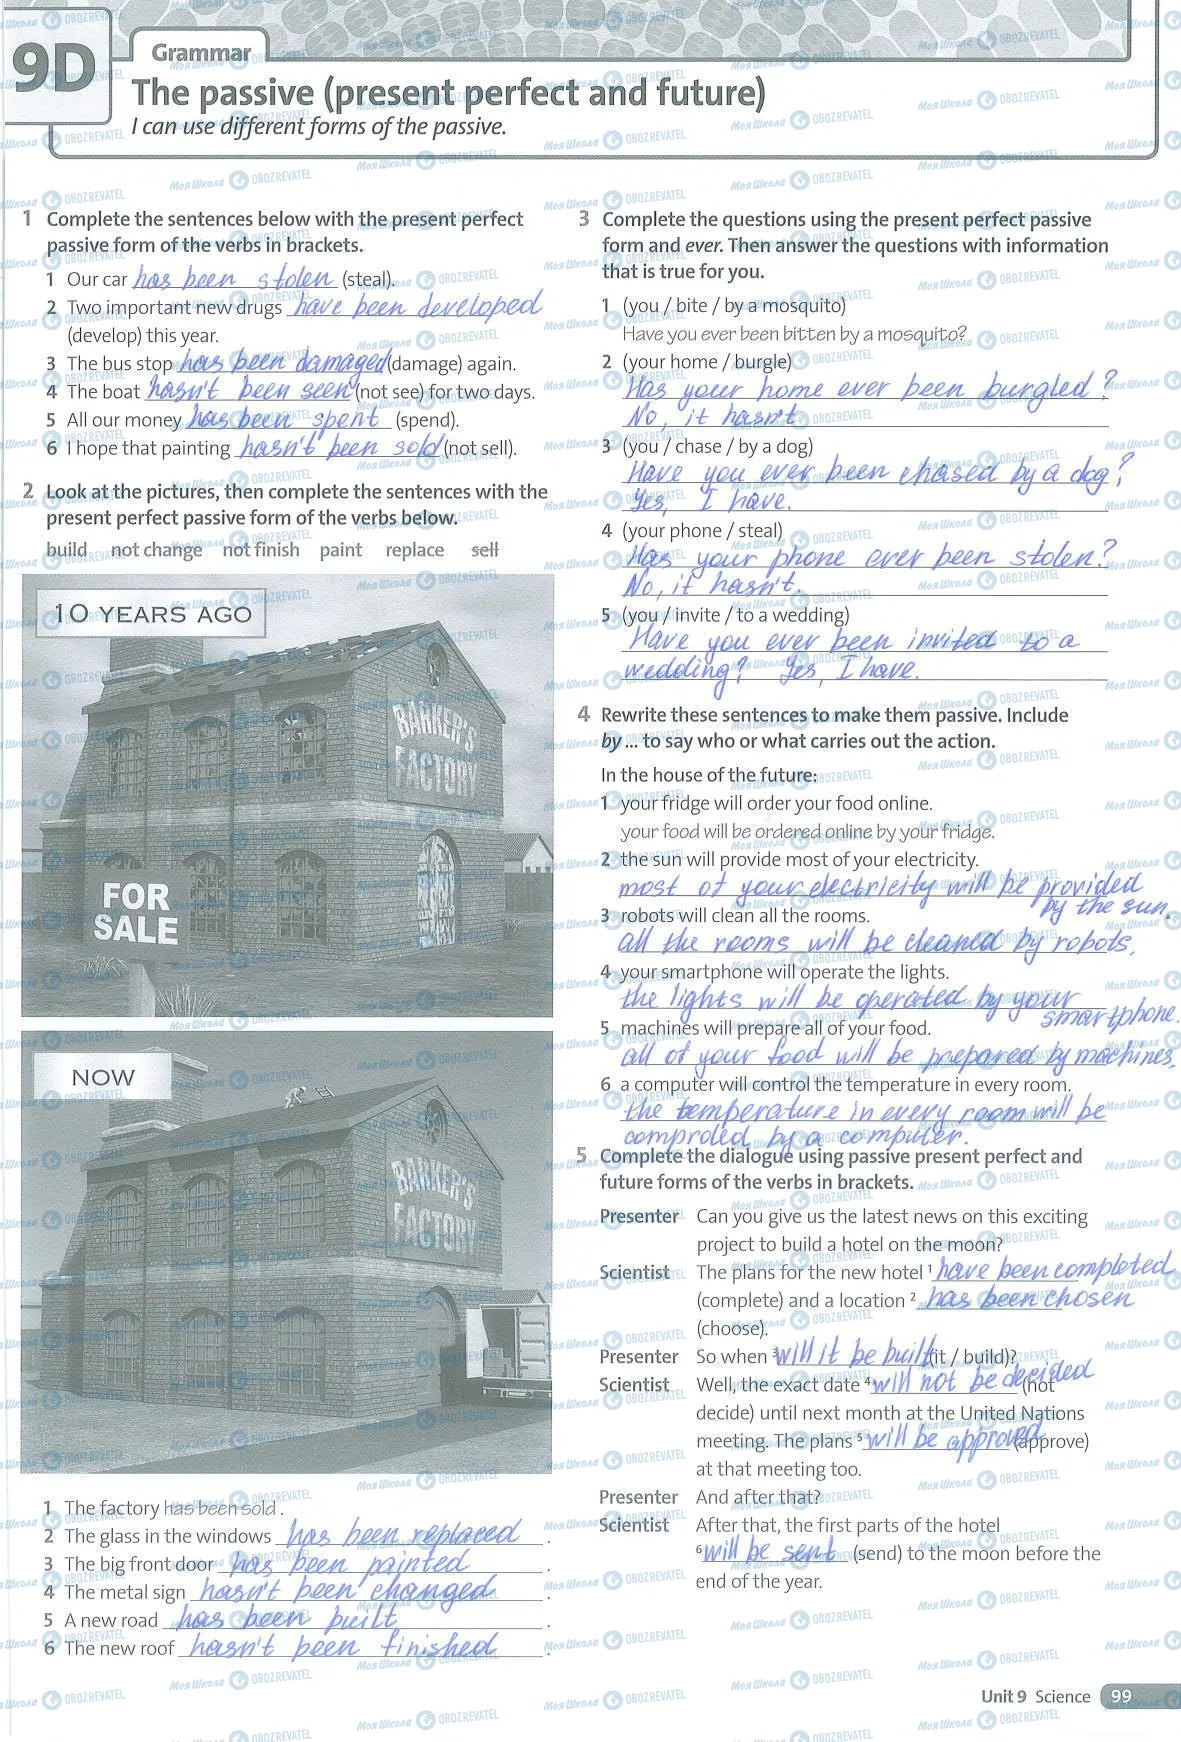 9D
Grammar
The passive (present perfect and future)
I can use different forms of the passive.
1 Complete the sentences below with the present perfect
passive form of the verbs in brackets.
1 Our car has been stolen (steal).
2 Two important new drugs have been developed
(develop) this year.
3 The bus stop has been damaged (damage) again.
4 The boat hasn't been seen (not see) for two days.
5 All our money has been spent (spend).
6 I hope that painting hasn't been sold (not sell).
2 Look at the pictures, then complete the sentences with the
present perfect passive form of the verbs below.
build not change not finish paint replace sell
10 YEARS AGO
BARKER'S
FACTORY
FOR
SALE
NOW
BARKER'S
FACTORY
1 The factory has been sold .
2 The glass in the windows has been replaced .
3 The big front door has been painted .
4 The metal sign hasn't been changed .
5 A new road has been built .
6 The new roof hasn't been finished .
3 Complete the questions using the present perfect passive
form and ever. Then answer the questions with information
that is true for you.
1 (you / bite / by a mosquito)
Have you ever been bitten by a mosquito?
2 (your home / burgle)
Has your home ever been burgled?
No, it hasn't
3 (you / chase / by a dog)
Have you ever been chased by a dog?
Yes, I have.
4 (your phone / steal)
Has your phone ever been stolen?
No, it hasn't.
5 (you / invite / to a wedding)
Have you ever been invited to a
wedding? Yes, I have.
4 Rewrite these sentences to make them passive. Include
by ... to say who or what carries out the action.
In the house of the future:
1 your fridge will order your food online.
your food will be ordered online by your fridge.
2 the sun will provide most of your electricity.
most of your electricity will be provided
by the sun.
3 robots will clean all the rooms.
all the rooms will be cleaned by robots.
4 your smartphone will operate the lights.
the lights will be operated by your
smartphone.
5 machines will prepare all of your food.
all of your food will be prepared by machines.
6 a computer will control the temperature in every room.
the temperature in every room will be
comproled by a computer.
5 Complete the dialogue using passive present perfect and
future forms of the verbs in brackets.
Presenter Can you give us the latest news on this exciting
project to build a hotel on the moon?
Scientist The plans for the new hotel 1 have been completed
(complete) and a location 2 has been chosen
(choose).
Presenter So when 3 will it be built (it / build)?
Scientist Well, the exact date 4 will not be decided (not
decide) until next month at the United Nations
meeting. The plans 5 will be approved (approve)
at that meeting too.
Presenter And after that?
Scientist After that, the first parts of the hotel
6 will be sent (send) to the moon before the
end of the year.
Unit 9 Science 99
Моя Школа OBOZREVATEL